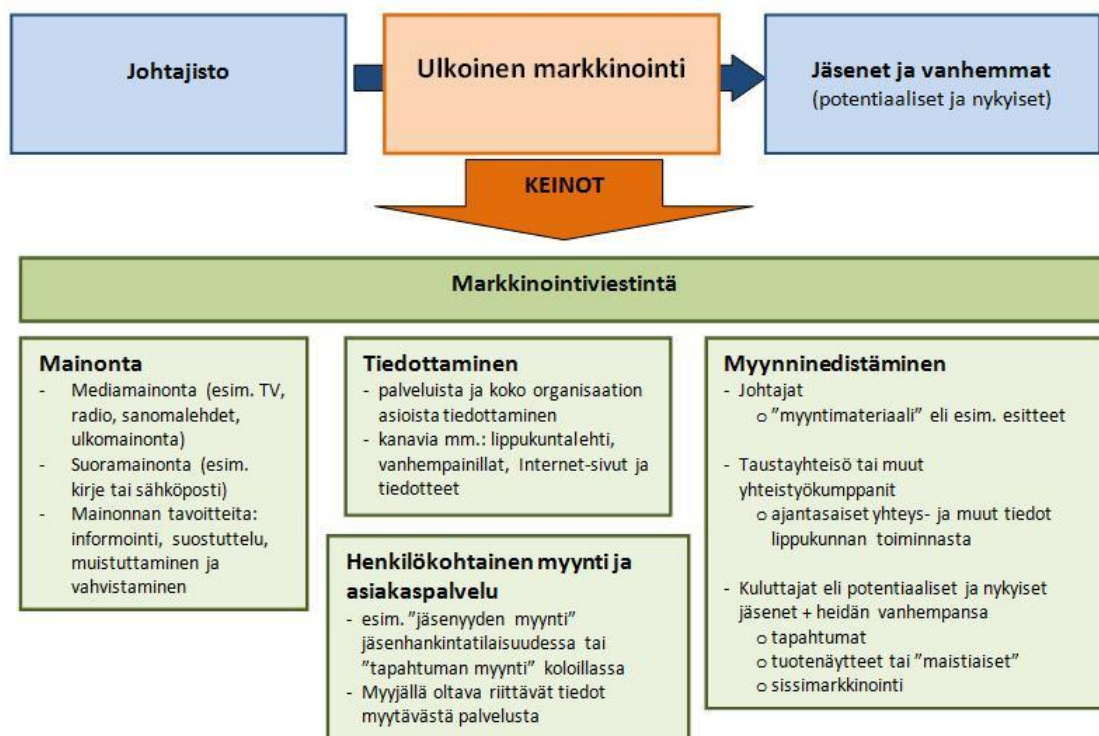 Johtajisto
Ulkoinen markkinointi
Jäsenet ja vanhemmat
(potentiaaliset ja nykyiset)
KEINOT
Markkinointiviestintä
Mainonta
- Mediamainonta (esim. TV,
radio, sanomalehdet,
ulkomainonta)
- Suoramainonta (esim.
kirje tai sähköposti)
- Mainonnan tavoitteita:
informointi, suostuttelu,
muistuttaminen ja
vahvistaminen
Tiedottaminen
- palveluista ja koko organisaation
asioista tiedottaminen
- kanavia mm.: lippukuntalehti,
vanhempainillat, Internet-sivut ja
tiedotteet
Henkilökohtainen myynti ja
asiakaspalvelu
- esim. ”jäsenyyden myynti”
jäsenhankintatilaisuudessa tai
”tapahtuman myynti” koloillassa
- Myyjällä oltava riittävät tiedot
myytävästä palvelusta
Myynninedistäminen
- Johtajat
o ”myyntimateriaali” eli esim. esitteet
- Taustayhteisö tai muut
yhteistyökumppanit
o ajantasaiset yhteys- ja muut tiedot
lippukunnan toiminnasta
- Kuluttajat eli potentiaaliset ja nykyiset
jäsenet + heidän vanhempansa
o tapahtumat
o tuotenäytteet tai ”maistiaiset”
o sissimarkkinointi